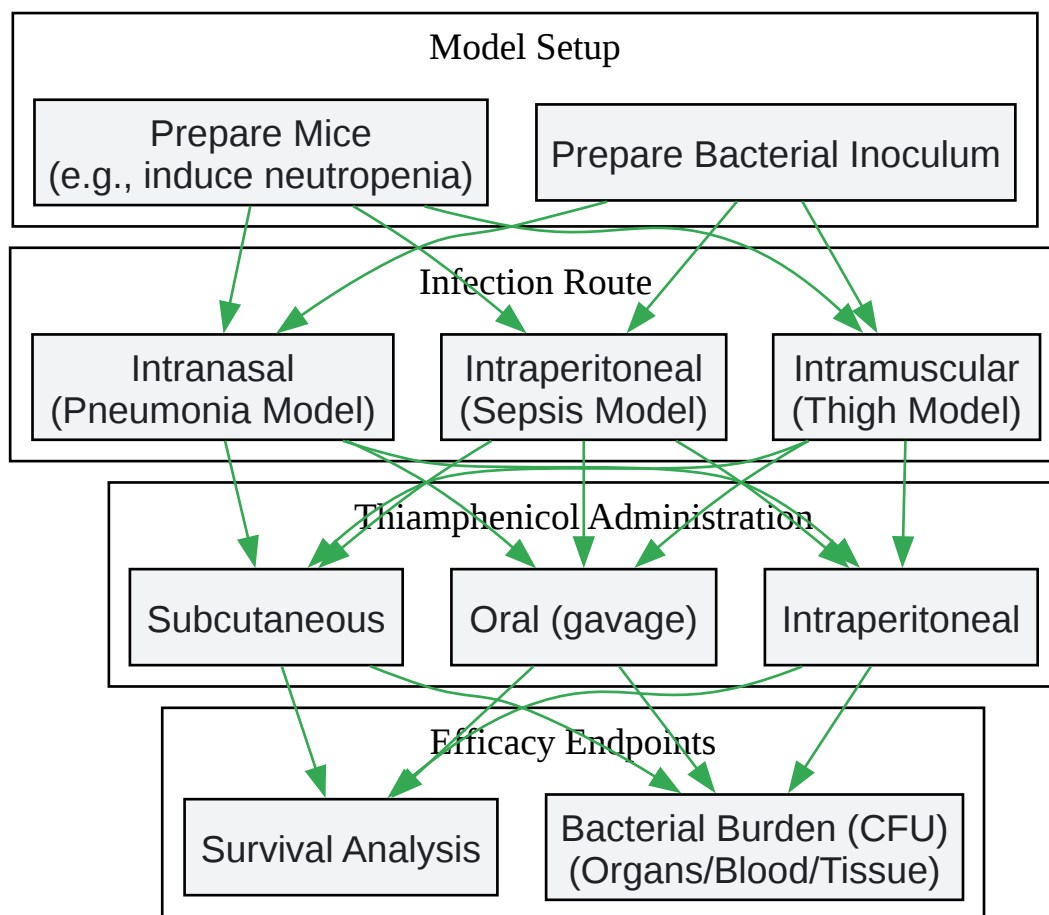 Model Setup
Prepare Mice
(e.g., induce neutropenia)
Prepare Bacterial Inoculum
Infection Route
Intranasal
(Pneumonia Model)
Intraperitoneal
(Sepsis Model)
Intramuscular
(Thigh Model)
Thiamphenicol Administration
Subcutaneous
Oral (gavage)
Intraperitoneal
Efficacy Endpoints
Survival Analysis
Bacterial Burden (CFU)
(Organs/Blood/Tissue)